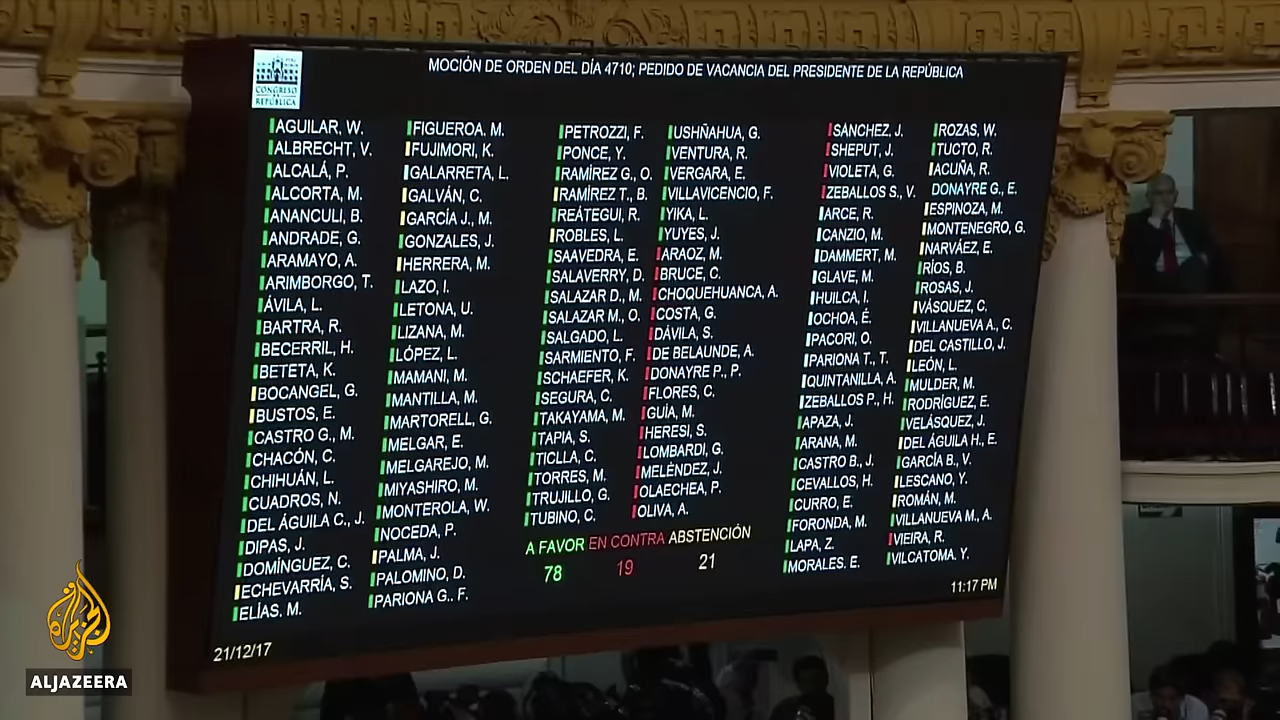 CONGRESO
REPÚBLICA
MOCIÓN DE ORDEN DEL DÍA 4710; PEDIDO DE VACANCIA DEL PRESIDENTE DE LA REPÚBLICA
AGUILAR, W.
ALBRECHT, V.
ALCALÁ, P.
ALCORTA, M.
ANANCULI, B.
ANDRADE, G.
ARAMAYO, A.
ARIMBORGO, T.
ÁVILA, L.
BARTRA, R.
BECERRIL, H.
BETETA, K.
BOCANGEL, G.
BUSTOS, E.
CASTRO G., M.
CHACÓN, C.
CHIHUÁN, L.
CUADROS, N.
DEL ÁGUILA C., J.
DIPAS, J.
DOMÍNGUEZ, C.
ECHEVARRÍA, S.
ELÍAS. M.
FIGUEROA. M.
FUJIMORI, K.
GALARRETA, L.
GALVÁN, C.
GARCÍA J., M.
GONZALES, J.
HERRERA, M.
LAZO, I.
LETONA, U.
LIZANA, M.
LÓPEZ, L.
MAMANI, M.
MANTILLA, M.
MARTORELL, G.
MELGAR, E.
MELGAREJO, M.
MIYASHIRO, M.
MONTEROLA, W.
NOCEDA, P.
PALMA, J.
PALOMINO, D.
PARIONA G., F.
PETROZZI, F.
PONCE, Y.
RAMÍREZ G., O.
RAMÍREZ T., B.
REÁTEGUI, R.
ROBLES, L.
SAAVEDRA, E.
SALAVERRY, D.
SALAZAR D., M.
SALAZAR M., O.
SALGADO, L.
SARMIENTO, F.
SCHAEFER, K.
SEGURA, C.
TAKAYAMA, M.
TAPIA, S.
TICLLA, C.
TORRES, M.
TRUJILLO, G.
TUBINO, C.
USHÑAHUA, G.
VENTURA, R.
VERGARA, E.
VILLAVICENCIO, F.
YIKA, L.
YUYES, J.
ARAOZ, M.
BRUCE, C.
CHOQUEHUANCA, A.
COSTA, G.
DÁVILA, S.
DE BELAUNDE, A.
DONAYRE P., P.
FLORES, C.
GUÍA, M.
HERESI, S.
LOMBARDI, G.
MELÉNDEZ, J.
OLAECHEA, P.
OLIVA, A.
A FAVOR EN CONTRA ABSTENCIÓN
78 19 21
SÁNCHEZ, J.
SHEPUT, J.
VIOLETA, G.
ZEBALLOS S., V.
ARCE, R.
CANZIO, M.
DAMMERT, M.
GLAVE, M.
HUILCA, I.
OCHOA, É.
PACORI, O.
PARIONA T., T.
QUINTANILLA, A.
ZEBALLOS P., H.
APAZA, J.
ARANA, M.
CASTRO B., J.
CEVALLOS, H.
CURRO, E.
FORONDA, M.
LAPA, Z.
MORALES. E.
ROZAS, W.
TUCTO, R.
ACUÑA, R.
DONAYRE G., E.
ESPINOZA, M.
MONTENEGRO, G.
NARVÁEZ, E.
RÍOS, B.
ROSAS, J.
VÁSQUEZ, C.
VILLANUEVA A., C.
DEL CASTILLO, J.
LEÓN, L.
MULDER, M.
RODRÍGUEZ, E.
VELÁSQUEZ, J.
DEL ÁGUILA H., E.
GARCÍA B., V.
LESCANO, Y.
ROMÁN, M.
VILLANUEVA M., A.
VIEIRA, R.
VILCATOMA. Y.
11:17 PM
21/12/17
ALJAZEERA